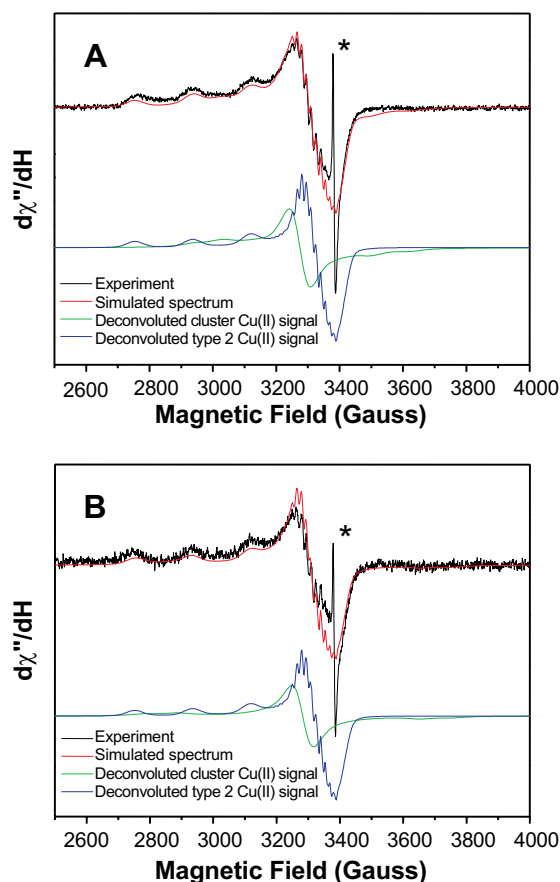 A
*
dχ"/dH
Experiment
Simulated spectrum
Deconvoluted cluster Cu(II) signal
Deconvoluted type 2 Cu(II) signal
2600 2800 3000 3200 3400 3600 3800 4000
Magnetic Field (Gauss)
B
*
dχ"/dH
Experiment
Simulated spectrum
Deconvoluted cluster Cu(II) signal
Deconvoluted type 2 Cu(II) signal
2600 2800 3000 3200 3400 3600 3800 4000
Magnetic Field (Gauss)